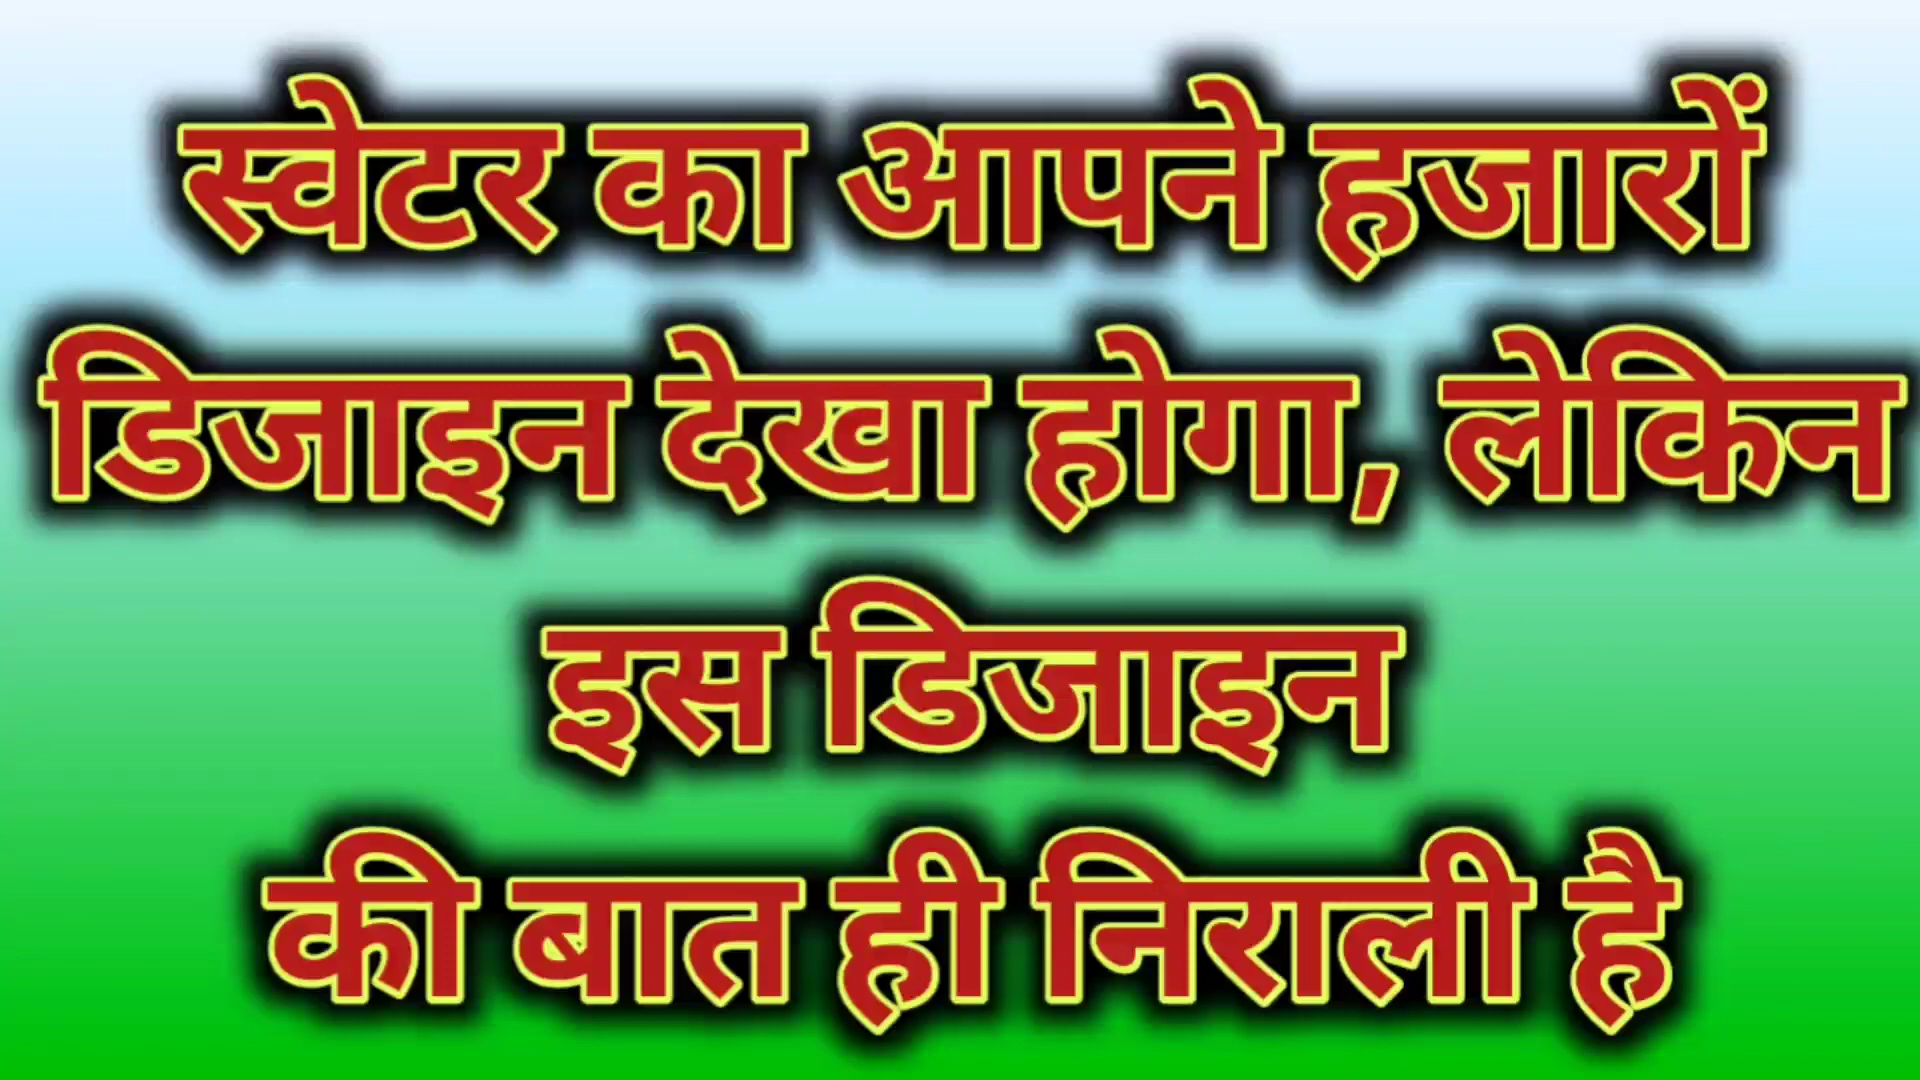 स्वेटर का आपने हजारों
डिजाइन देखा होगा, लेकिन
इस डिजाइन
की बात ही निराली है